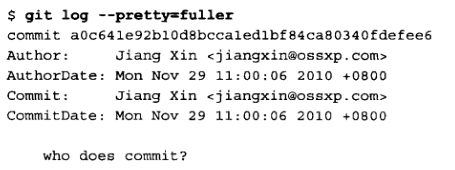 $ git log --pretty=fuller
commit a0c641e92b10d8bcca1ed1bf84ca80340fdefee6
Author:     Jiang Xin <jiangxin@ossxp.com>
AuthorDate: Mon Nov 29 11:00:06 2010 +0800
Commit:     Jiang Xin <jiangxin@ossxp.com>
CommitDate: Mon Nov 29 11:00:06 2010 +0800
who does commit?